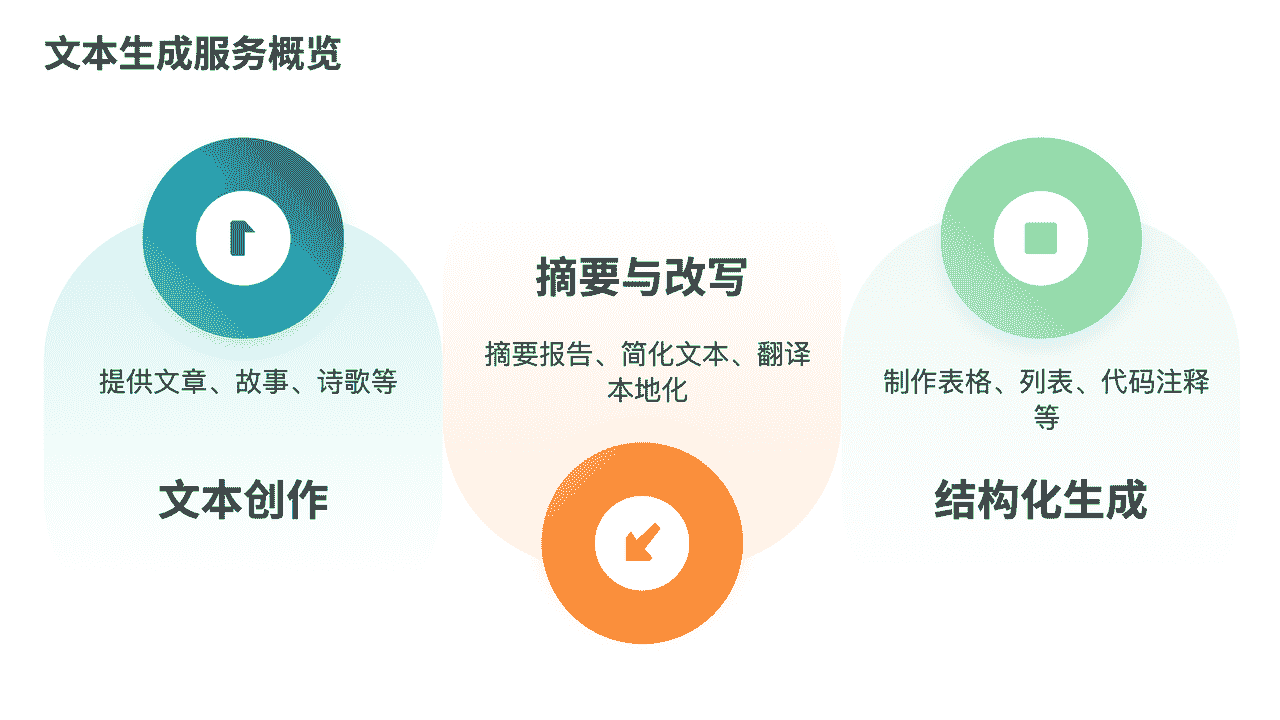 文本生成服务概览
提供文章、故事、诗歌等
文本创作
摘要与改写
摘要报告、简化文本、翻译
本地化
制作表格、列表、代码注释
等
结构化生成